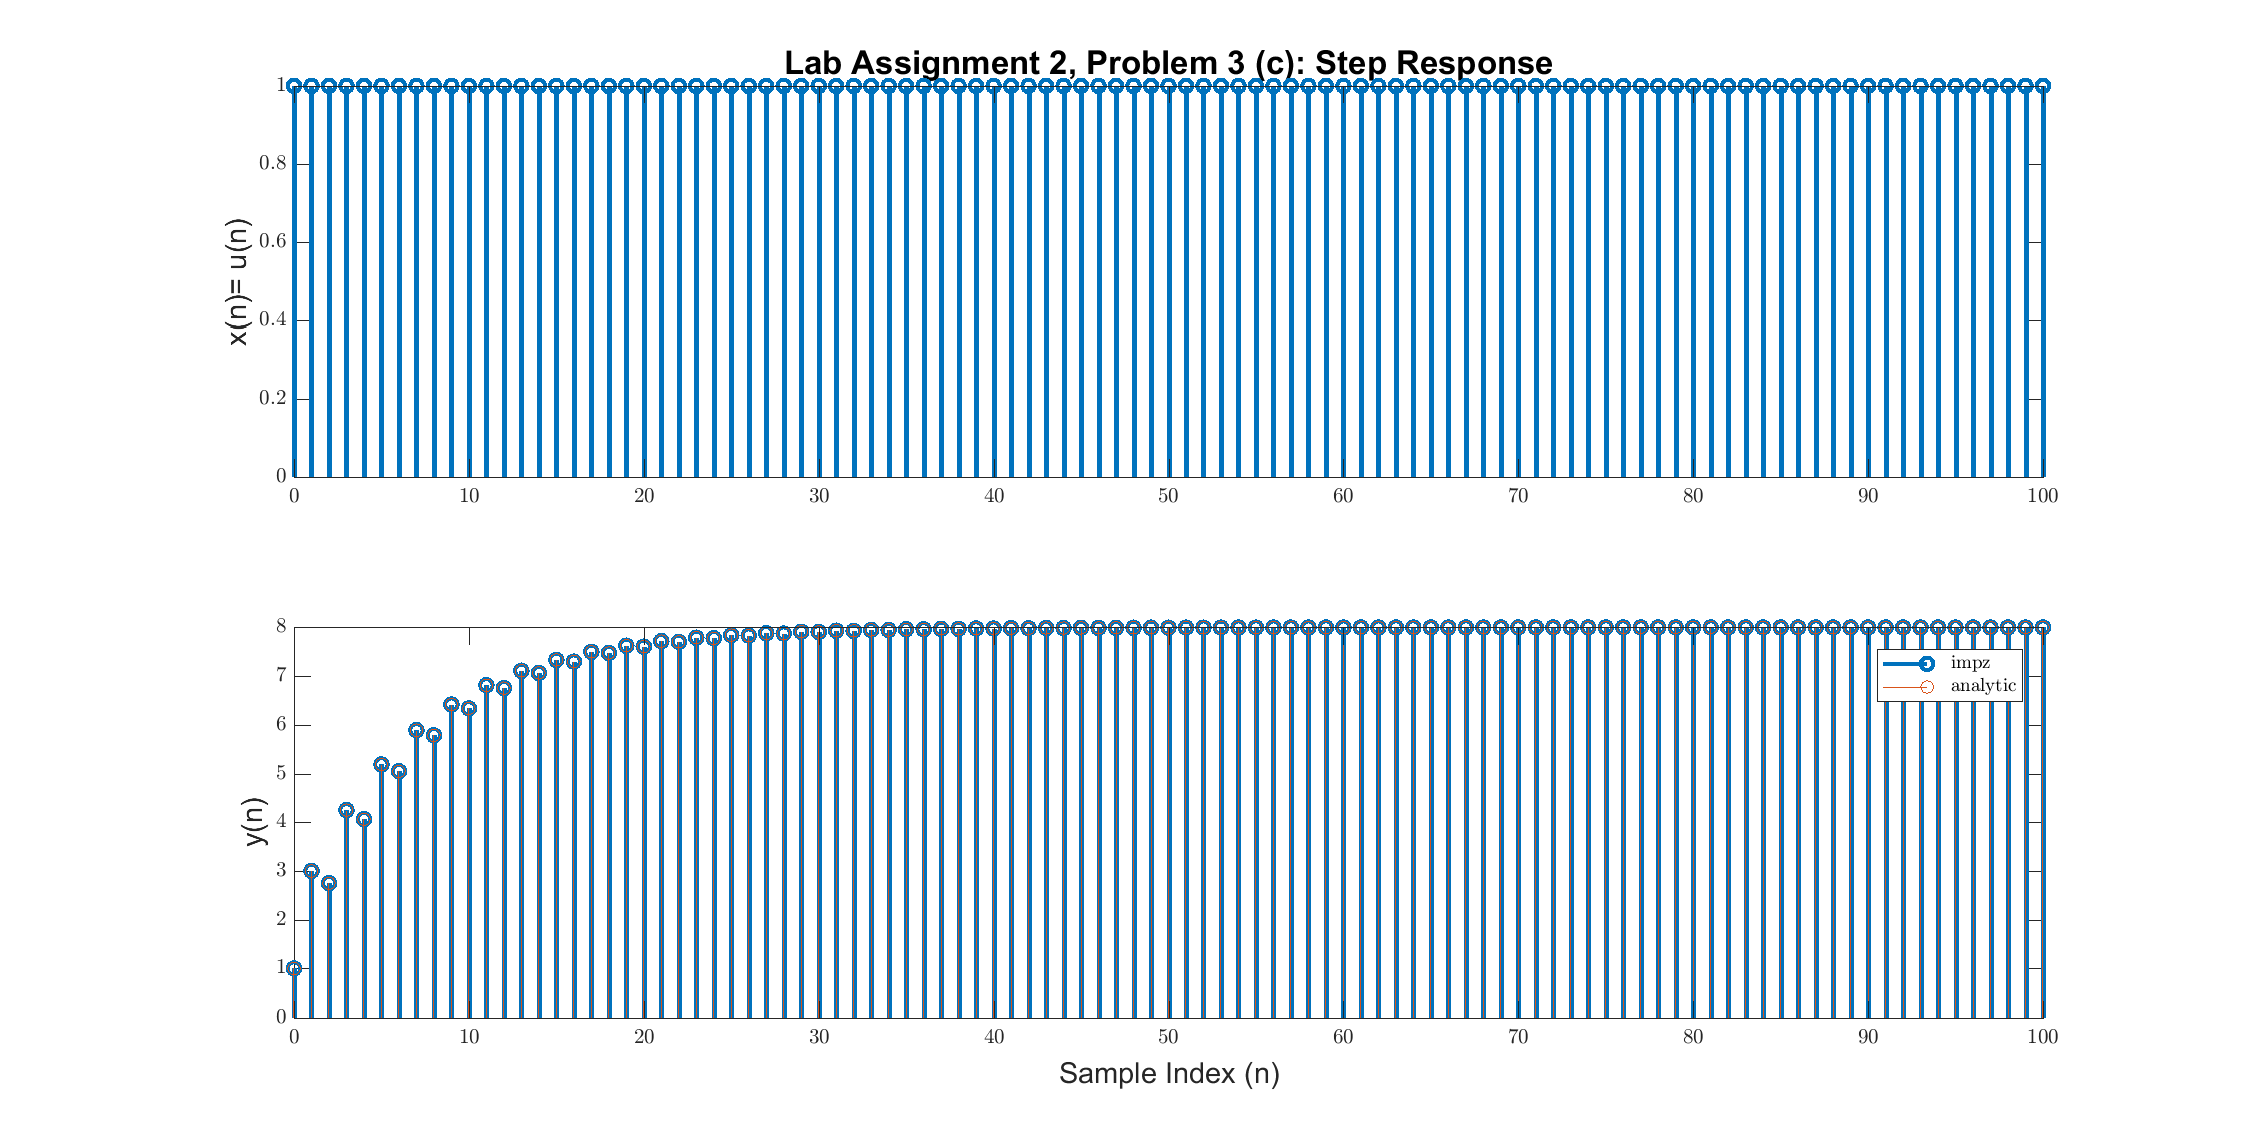 Lab Assignment 2, Problem 3 (c): Step Response
1
0.8
0.6
0.4
0.2
0
x(n)= u(n)
0 10 20 30 40 50 60 70 80 90 100
8
7
6
5
4
3
2
1
0
y(n)
impz
analytic
0 10 20 30 40 50 60 70 80 90 100
Sample Index (n)